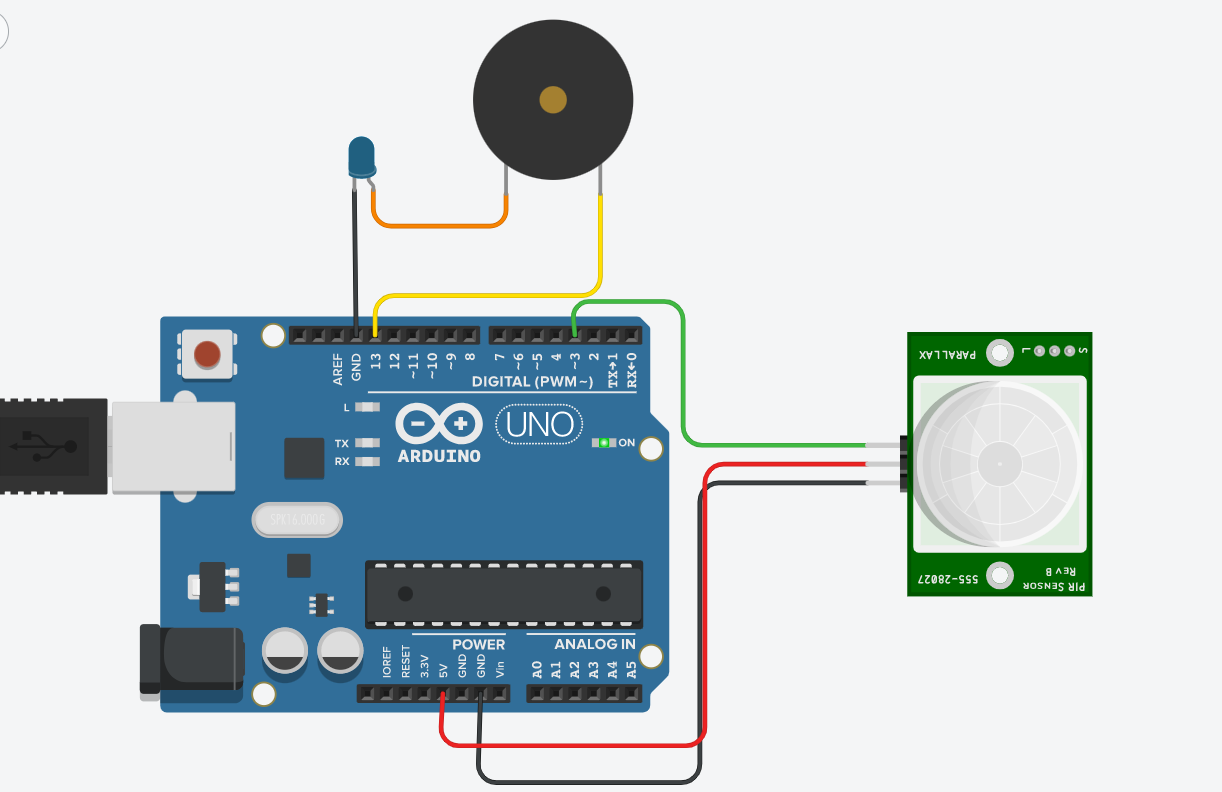 AREF
GND
13
12
~11
~10
~9
8
7
~6
~5
4
~3
2
TX→1
RX←0
DIGITAL (PWM~)
L
TX
RX
UNO
ARDUINO
ON
PARALLAX
L
S
555-28027
REV B
PIR SENSOR
POWER
ANALOG IN
IOREF
RESET
3.3V
5V
GND
GND
Vin
A0
A1
A2
A3
A4
A5